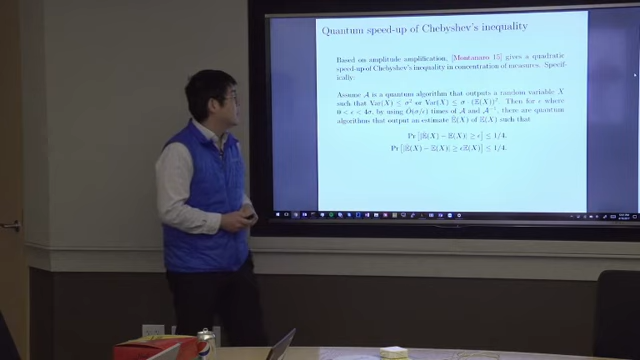 Quantum speed-up of Chebyshev's inequality
Based on amplitude amplification, [Montanaro 15] gives a quadratic
speed-up of Chebyshev's inequality in concentration of measures. Specif-
ically,
Assume A is a quantum algorithm that outputs a random variable X
such that Var(X) ≤ σ² or Var(X) ≤ σ · (E(X))². Then for ϵ where
0 < ϵ < 4σ, by using Õ(σ/ϵ) times of A and A⁻¹, there are quantum
algorithms that output an estimate Ẽ(X) of E(X) such that
Pr [|Ẽ(X) − E(X)| ≥ ϵ] ≤ 1/4.
Pr [|Ẽ(X) − E(X)| ≥ ϵE(X)] ≤ 1/4.